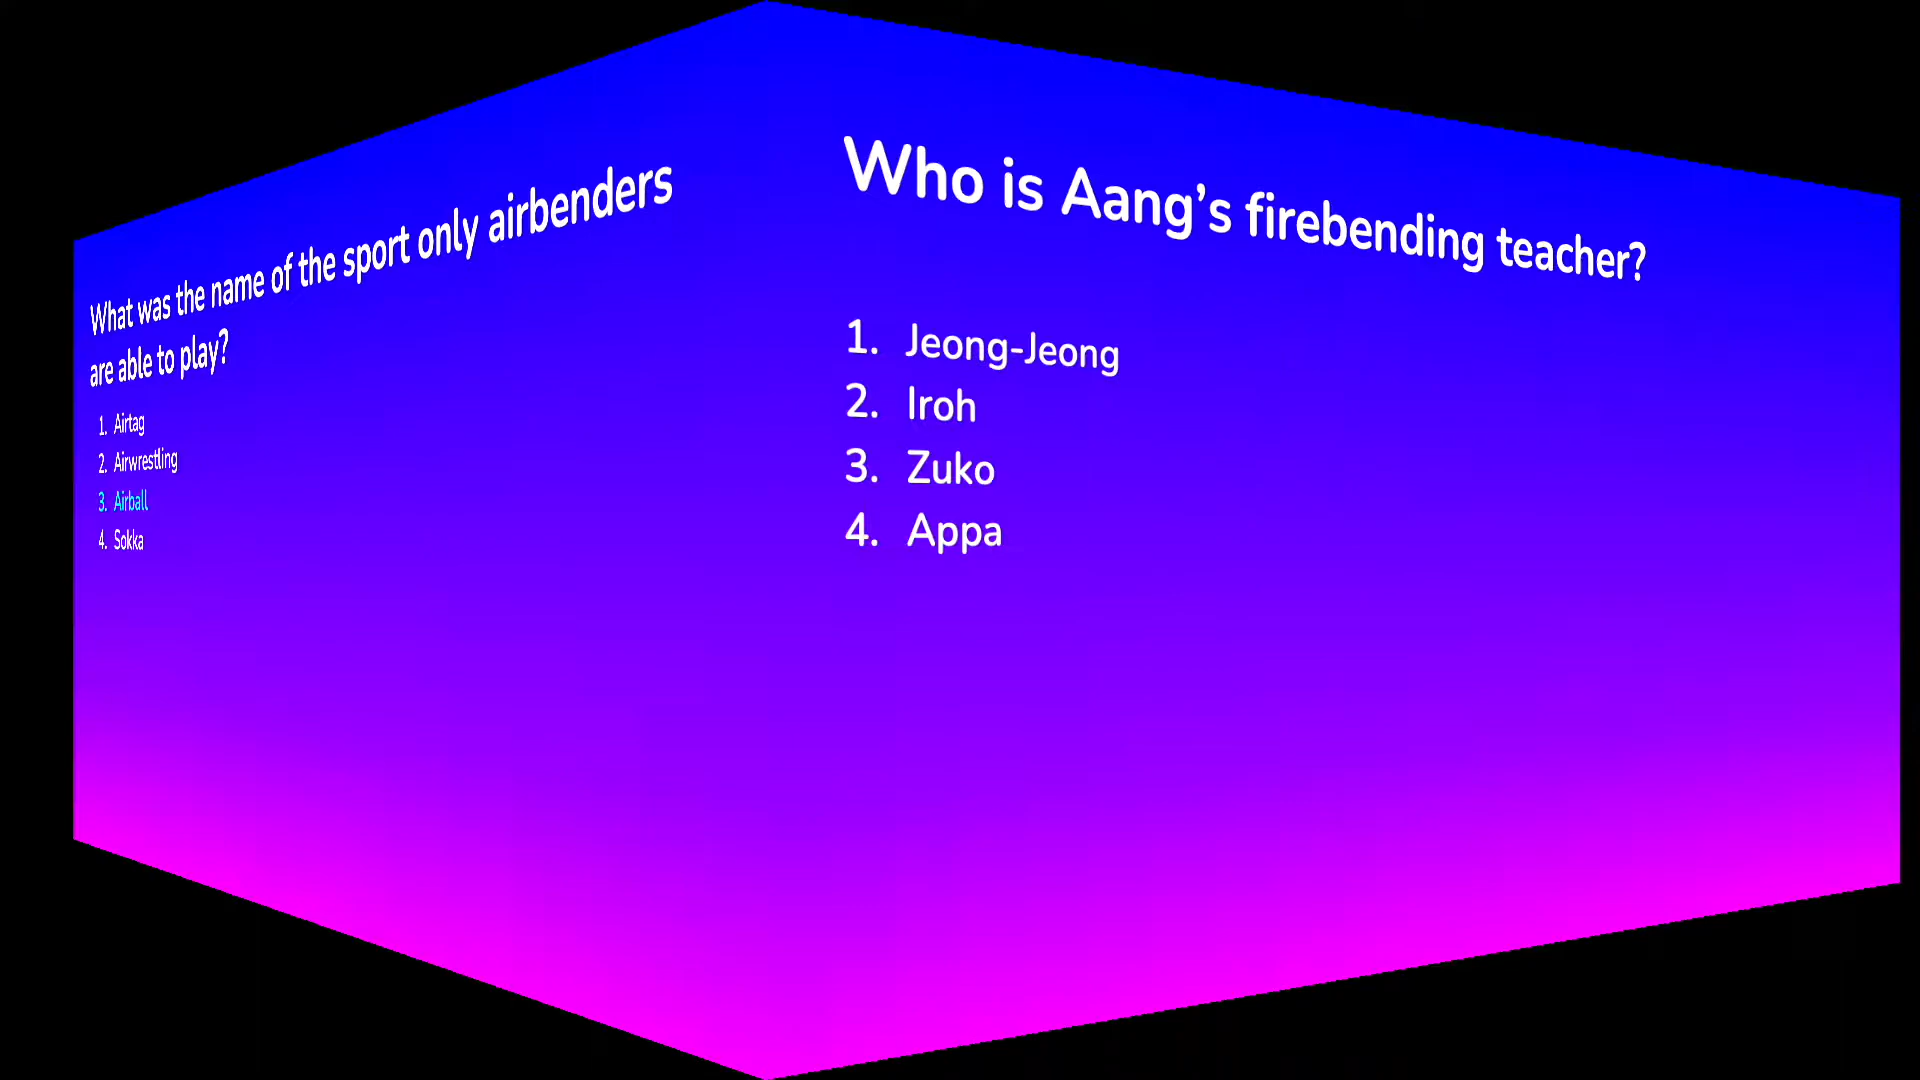 What was the name of the sport only airbenders
are able to play?
1. Airtag
2. Airwrestling
3. Airball
4. Sokka
Who is Aang’s firebending teacher?
1. Jeong-Jeong
2. Iroh
3. Zuko
4. Appa